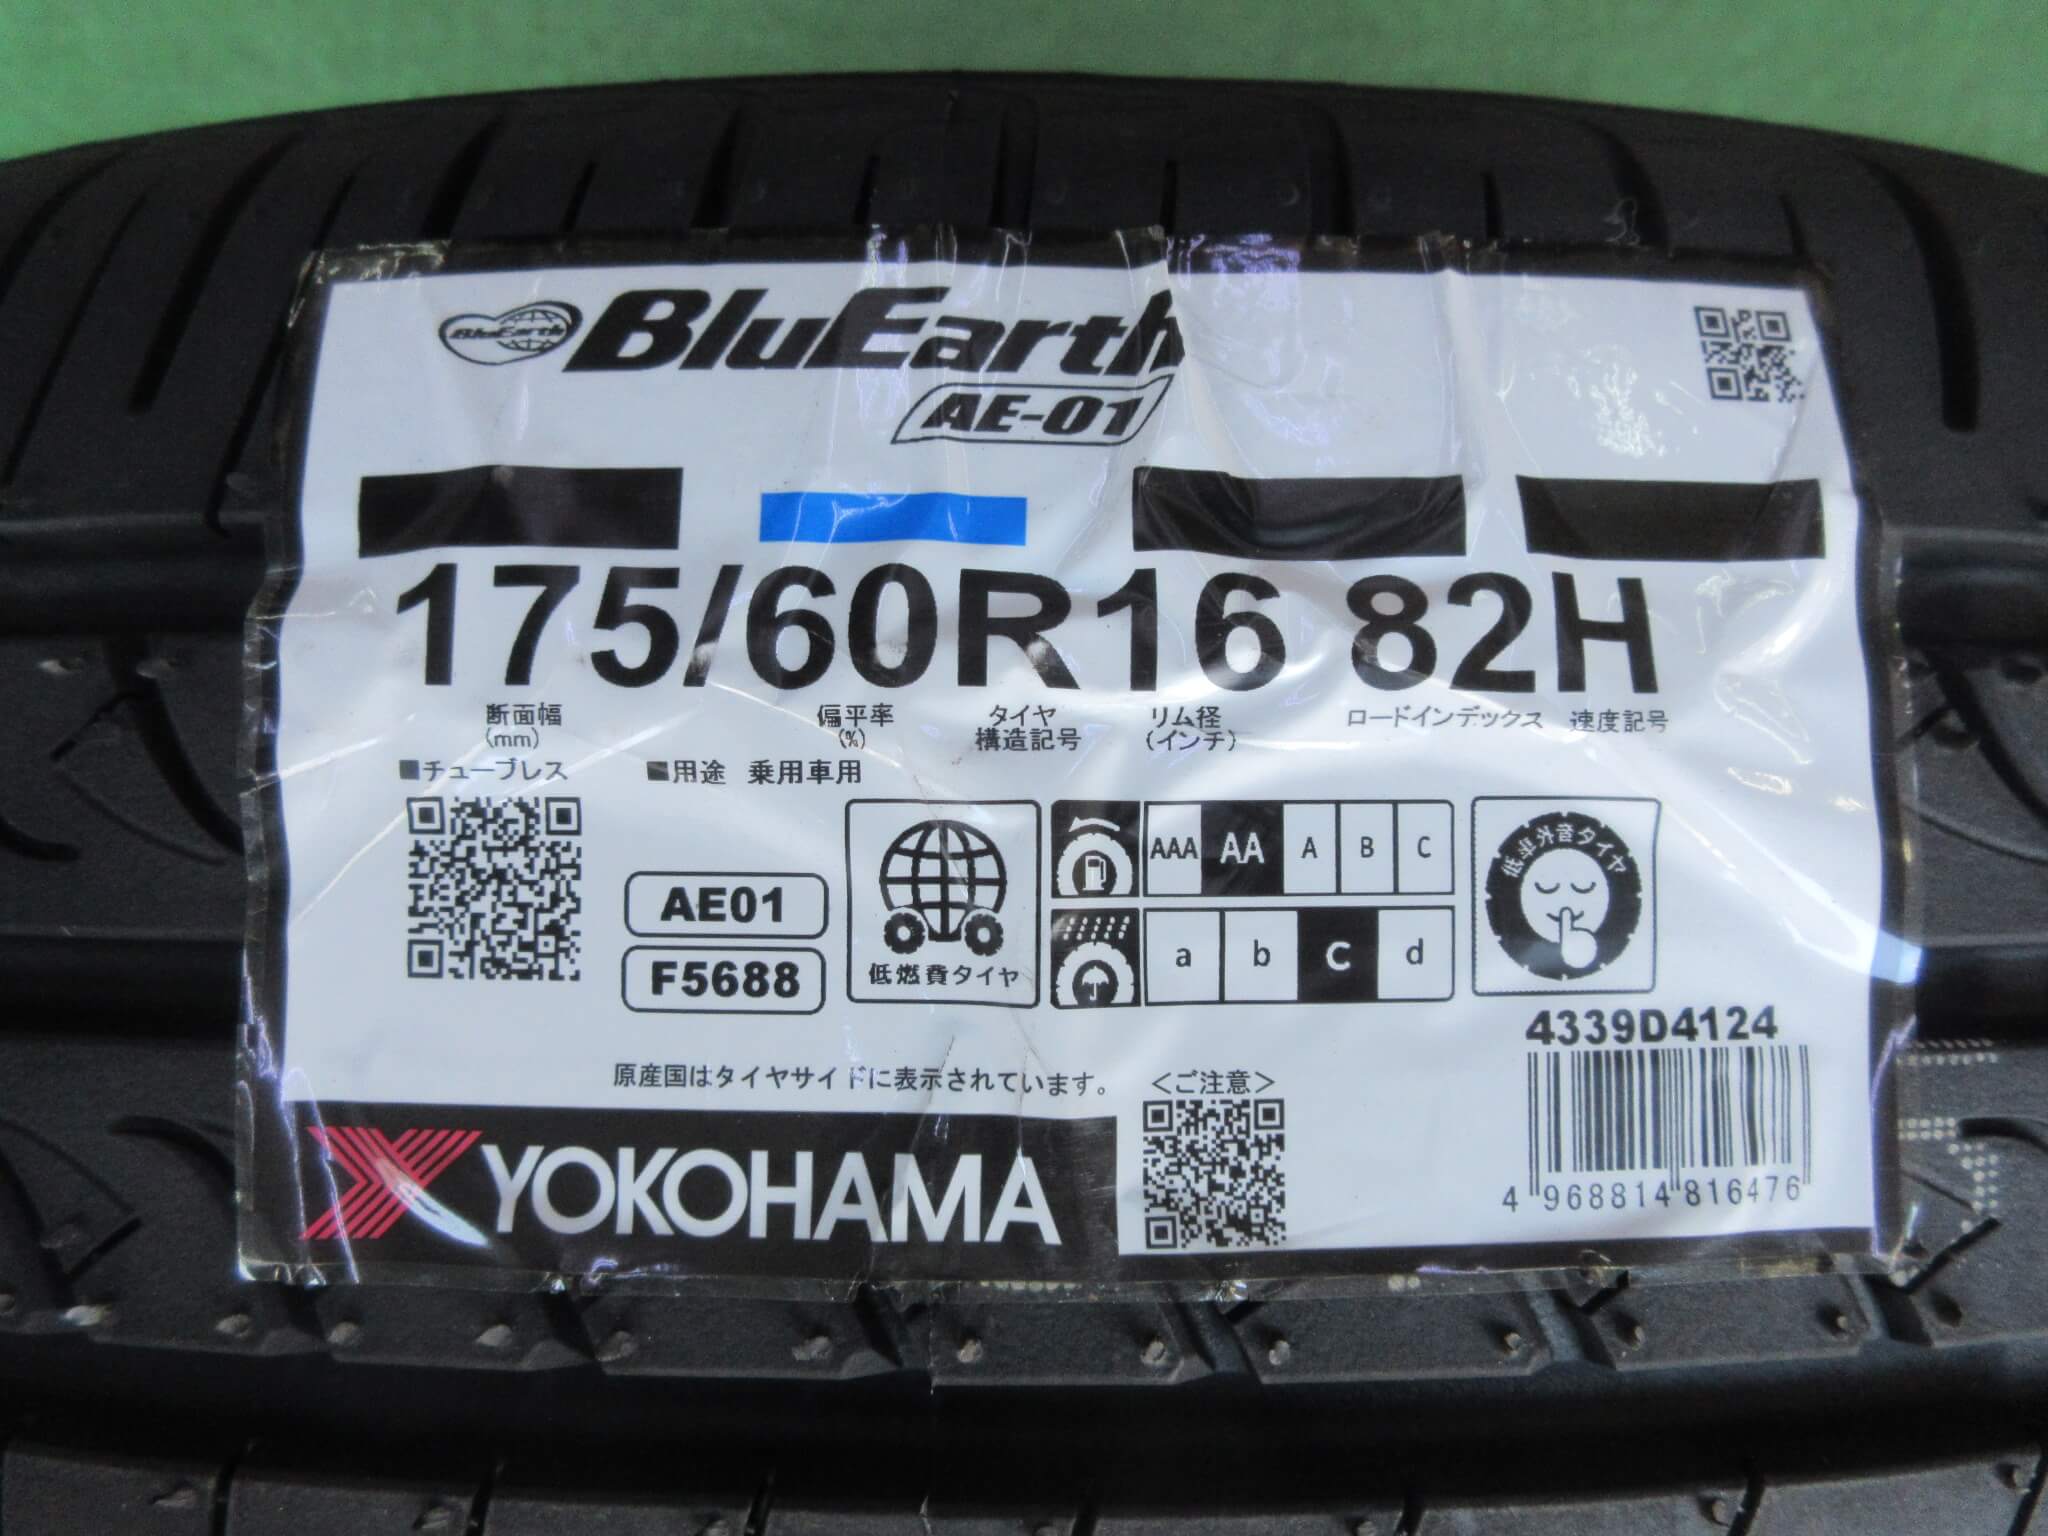 BluEarth
BluEarth
AE-01
175/60R16 82H
断面幅 偏平率 タイヤ リム径 ロードインデックス 速度記号
(mm) (%) 構造記号 (インチ)
■チューブレス ■用途 乗用車用
AAA AA A B C
低車外音タイヤ
AE01
a b c d
F5688
低燃費タイヤ
4339D4124
原産国はタイヤサイドに表示されています。
<ご注意>
YOKOHAMA
4 968814 816476